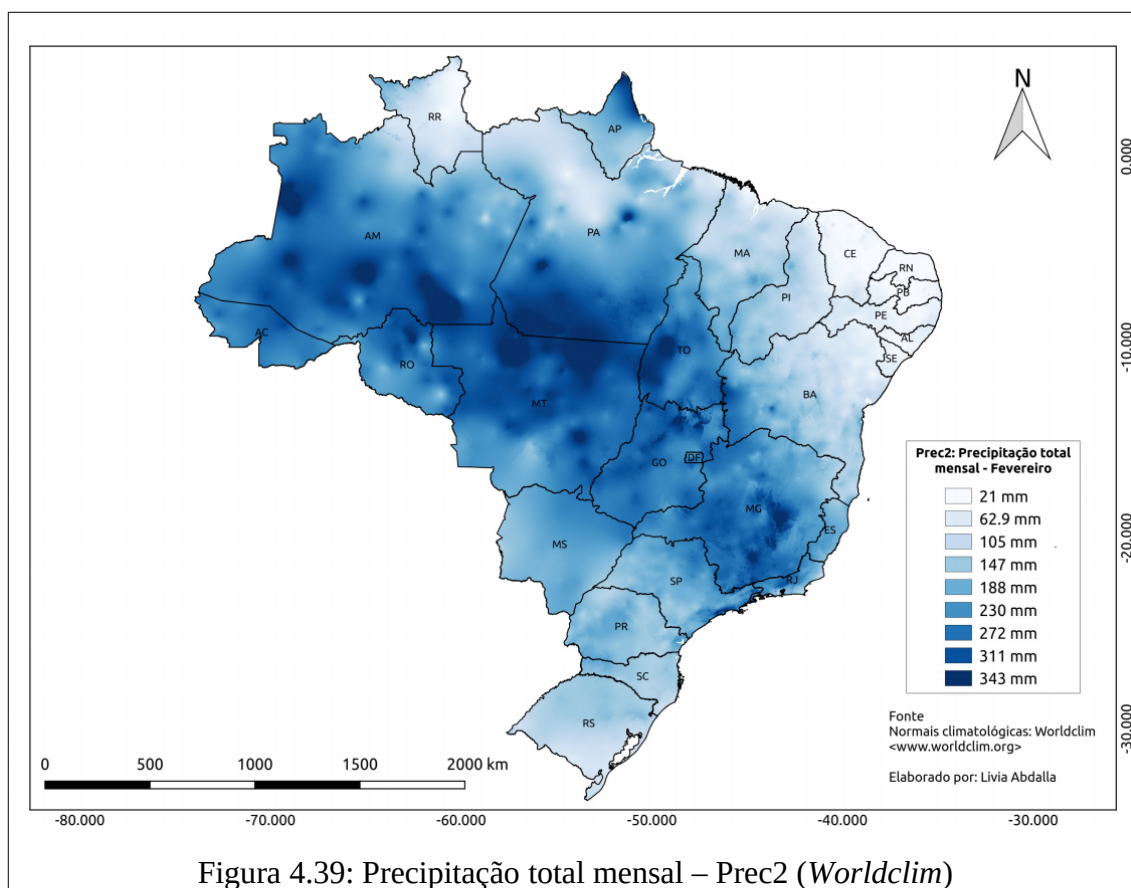 N
RR
AP
0.000
AM
PA
MA
CE
RN
PB
PI
PE
AL
SE
AC
RO
TO
-10.000
BA
MT
GO
DF
MG
ES
MS
SP
RJ
-20.000
PR
SC
RS
-30.000
Prec2: Precipitação total
mensal - Fevereiro
21 mm
62.9 mm
105 mm
147 mm
188 mm
230 mm
272 mm
311 mm
343 mm
Fonte
Normais climatológicas: Worldclim
<www.worldclim.org>
Elaborado por: Livia Abdalla
0 500 1000 1500 2000 km
-80.000 -70.000 -60.000 -50.000 -40.000 -30.000
Figura 4.39: Precipitação total mensal – Prec2 (Worldclim)